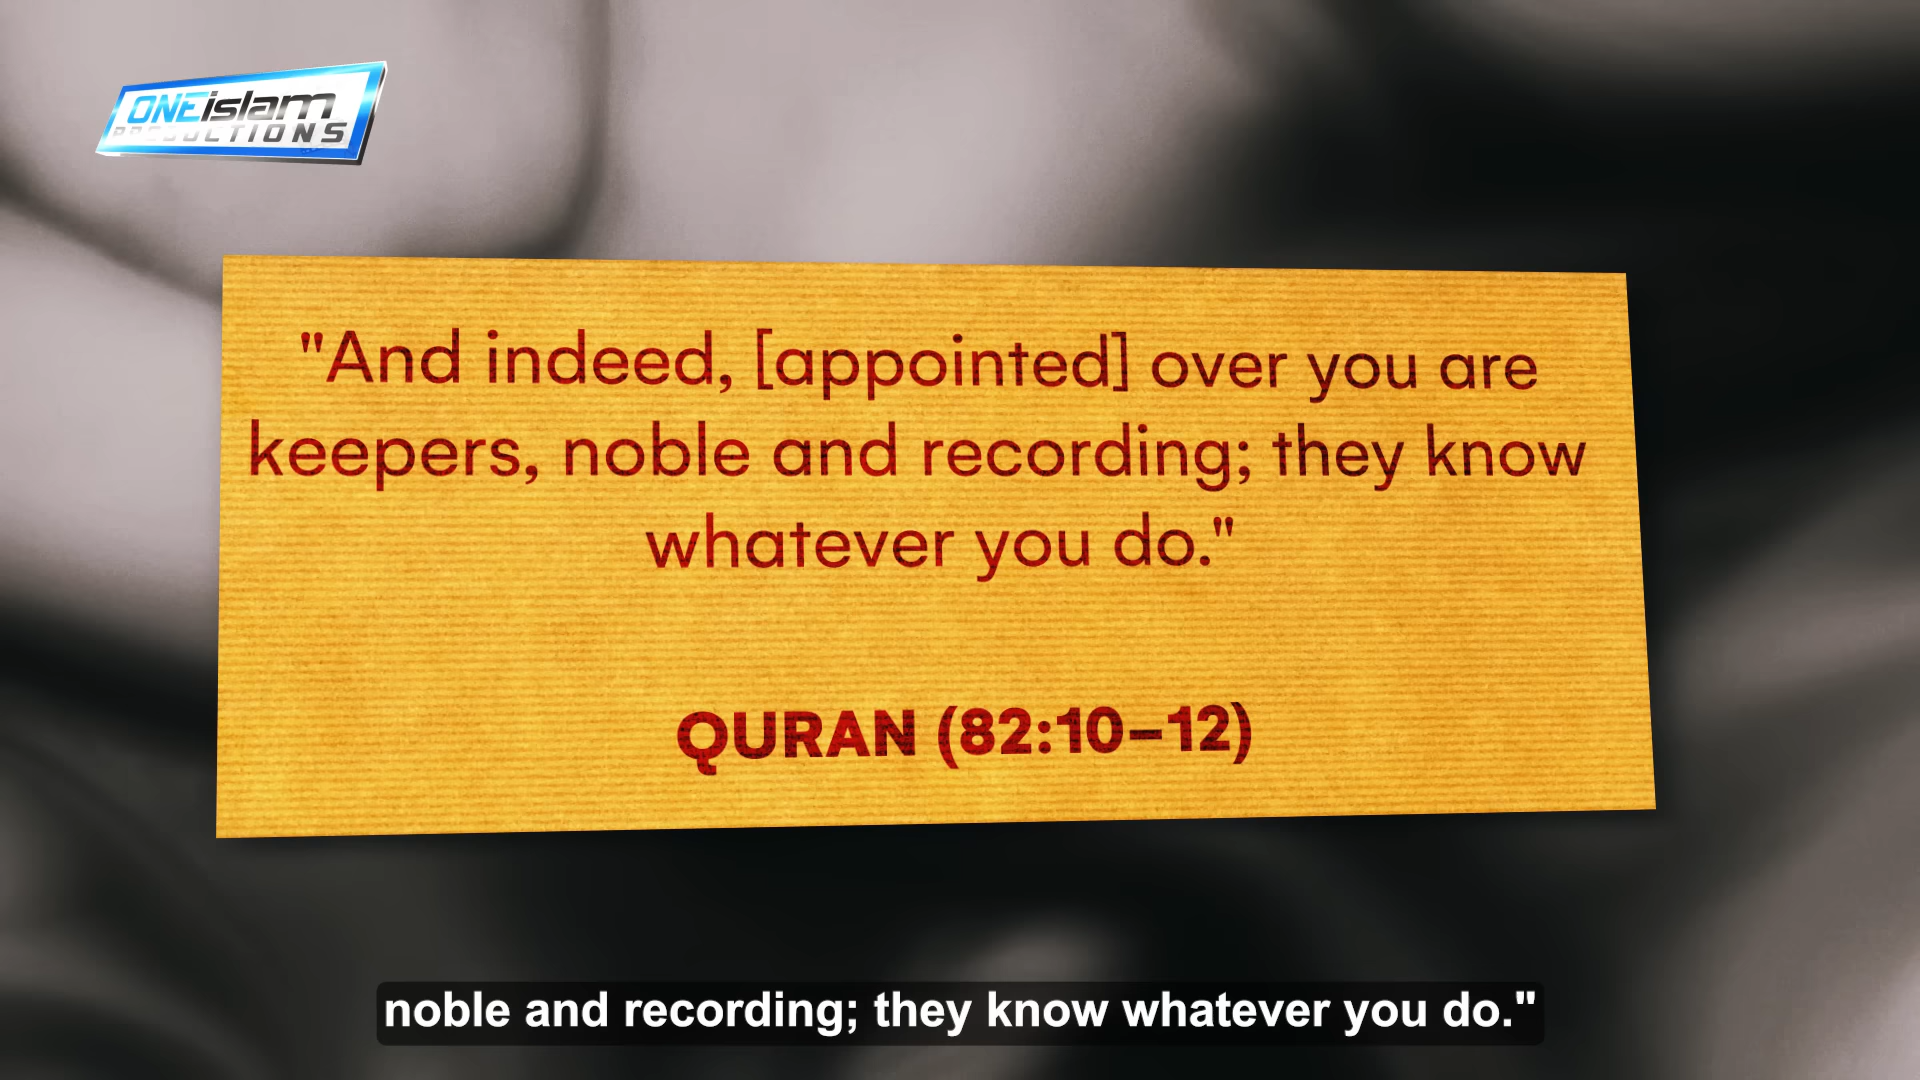 ONEislam
PRODUCTIONS
"And indeed, [appointed] over you are
keepers, noble and recording; they know
whatever you do."
QURAN (82:10–12)
noble and recording; they know whatever you do."